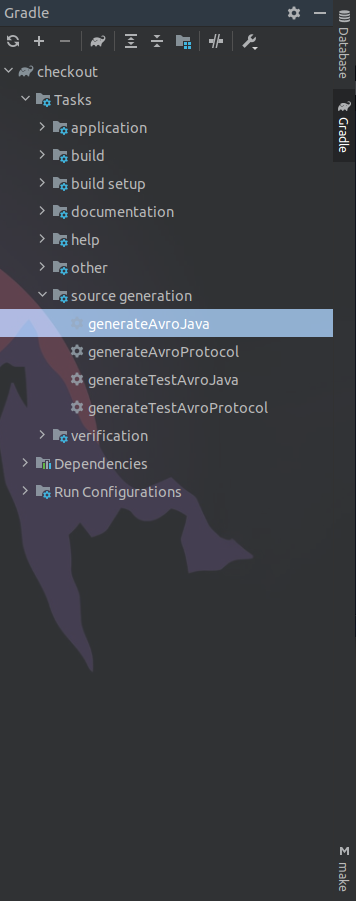 Gradle
checkout
Tasks
application
build
build setup
documentation
help
other
source generation
generateAvroJava
generateAvroProtocol
generateTestAvroJava
generateTestAvroProtocol
verification
Dependencies
Run Configurations
Database
Gradle
M make